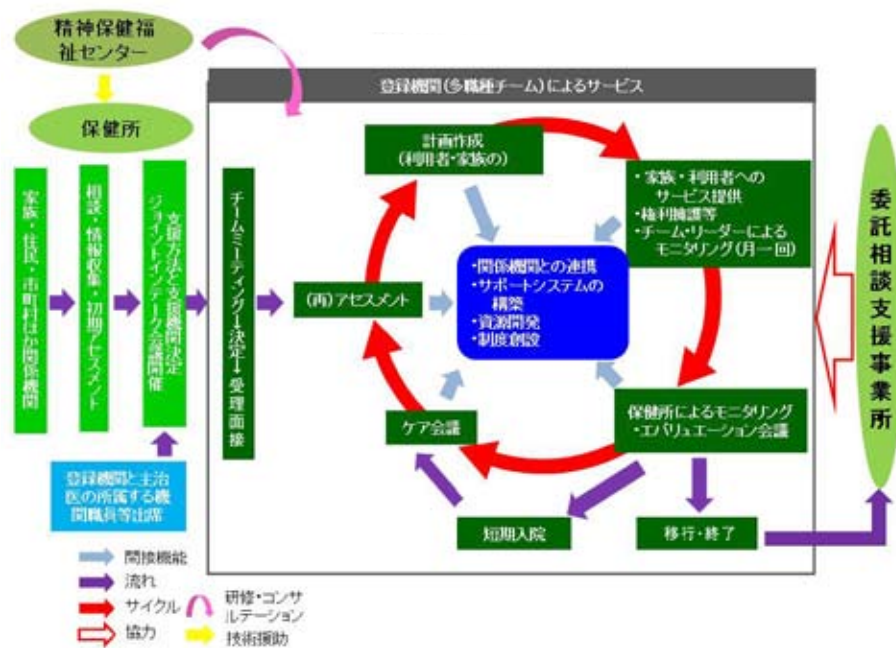 精神保健福
祉センター
保健所
登録機関(多職種チーム)によるサービス
家族・住民・市町村ほか関係機関
相談・情報収集・初期アセスメント
支援方法と支援機関決定
ジョイントインテーク会議開催
チームミーティング→決定→受理面接
登録機関と主治
医の所属する機
関職員等出席
計画作成
(利用者・家族の)
・家族・利用者への
サービス提供
・権利擁護等
・チーム・リーダーによる
モニタリング(月一回)
・関係機関との連携
・サポートシステムの
構築
・資源開発
・制度創設
(再)アセスメント
ケア会議
保健所によるモニタリング
・エバリュエーション会議
短期入院
移行・終了
委託相談支援事業所
間接機能
流れ
サイクル
協力
研修・コンサ
ルテーション
技術援助